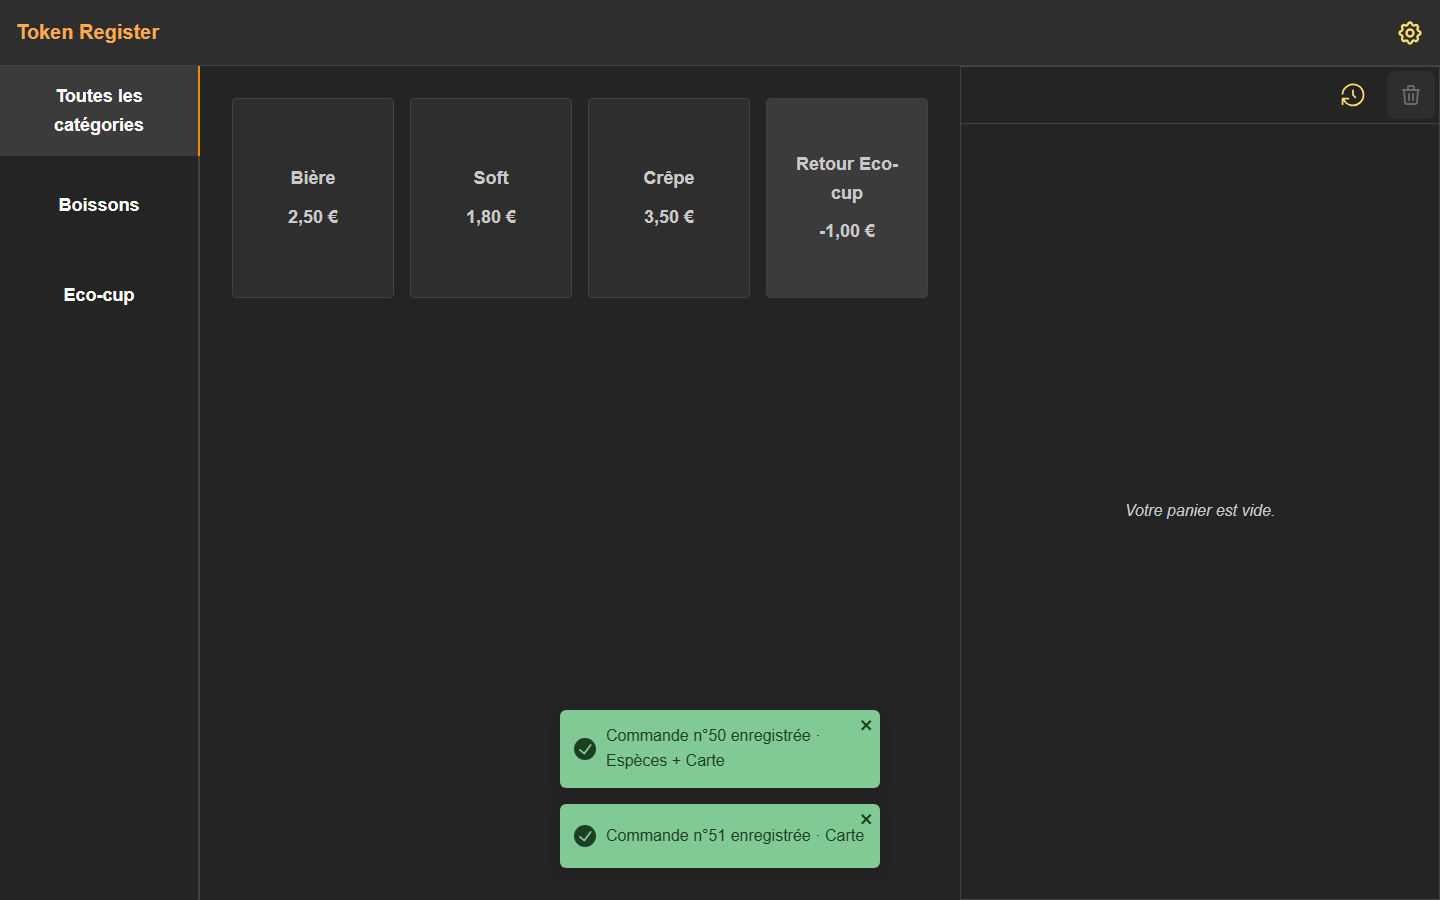 Token Register
Toutes les
catégories
Boissons
Eco-cup
Bière
2,50 €
Soft
1,80 €
Crêpe
3,50 €
Retour Eco-
cup
-1,00 €
Votre panier est vide.
Commande n°50 enregistrée ·
Espèces + Carte
Commande n°51 enregistrée · Carte